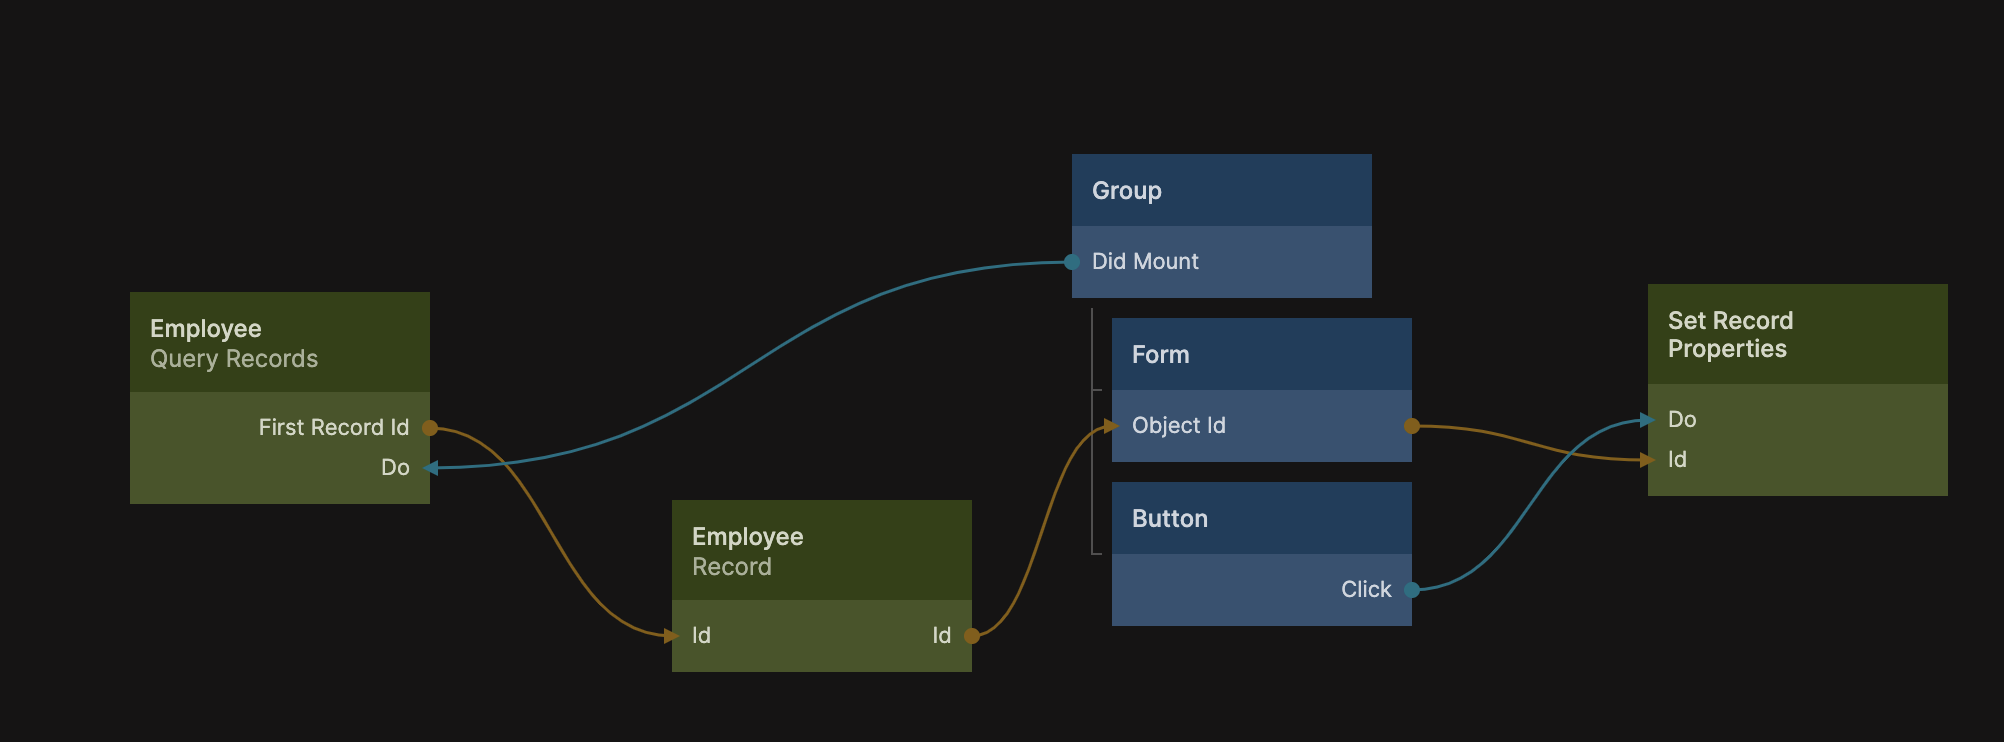 Group
Did Mount
Employee
Query Records
First Record Id
Do
Employee
Record
Id
Id
Form
Object Id
Button
Click
Set Record
Properties
Do
Id